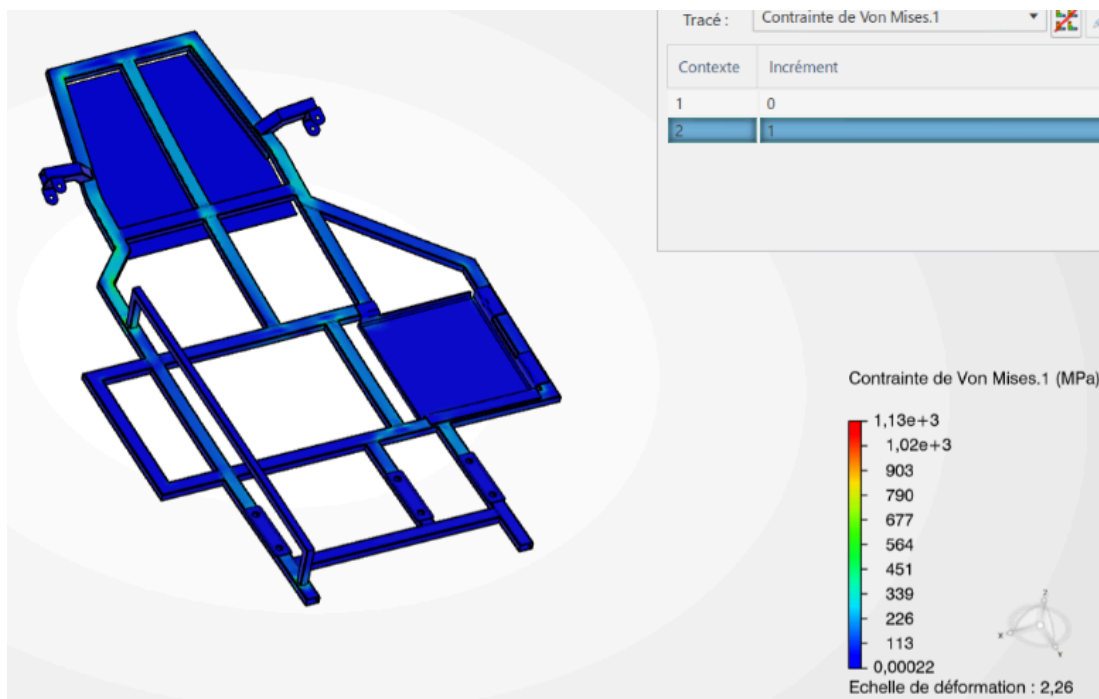 Tracé : Contrainte de Von Mises.1
Contexte Incrément
1 0
2 1
Contrainte de Von Mises.1 (MPa)
1,13e+3
1,02e+3
903
790
677
564
451
339
226
113
0,00022
Echelle de déformation : 2,26
z
x
Y